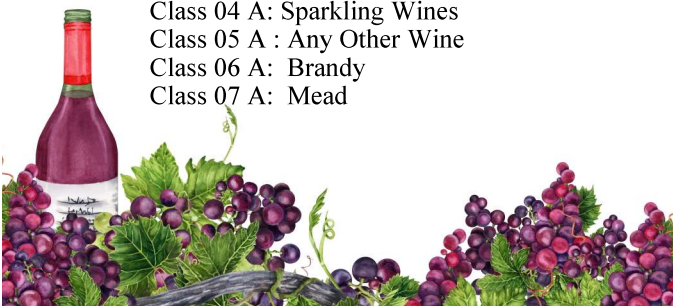 Class 04 A: Sparkling Wines
Class 05 A : Any Other Wine
Class 06 A:  Brandy
Class 07 A:  Mead